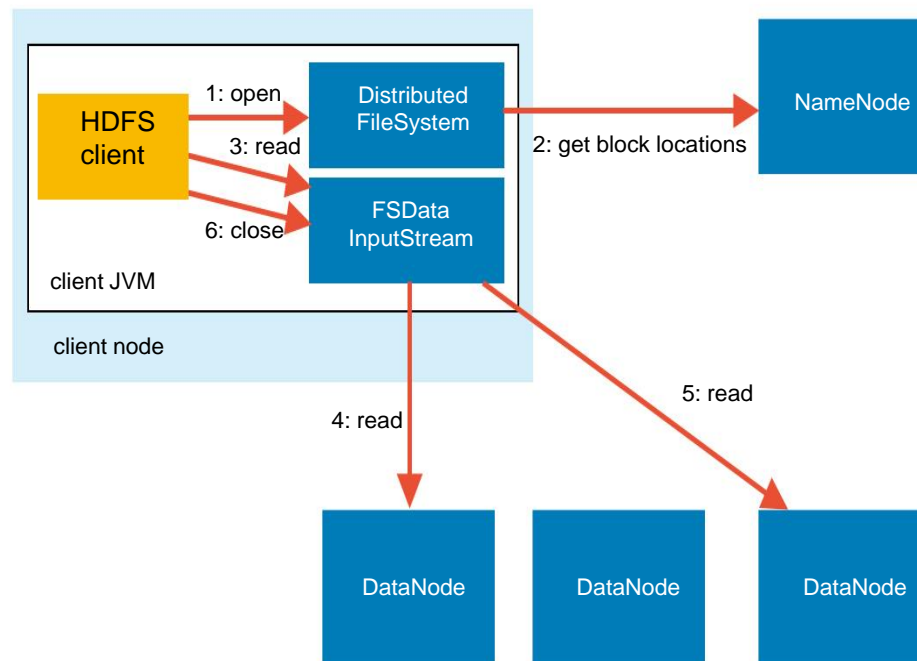 1: open
Distributed
FileSystem
NameNode
HDFS
client
3: read
2: get block locations
FSData
InputStream
6: close
client JVM
client node
5: read
4: read
DataNode
DataNode
DataNode